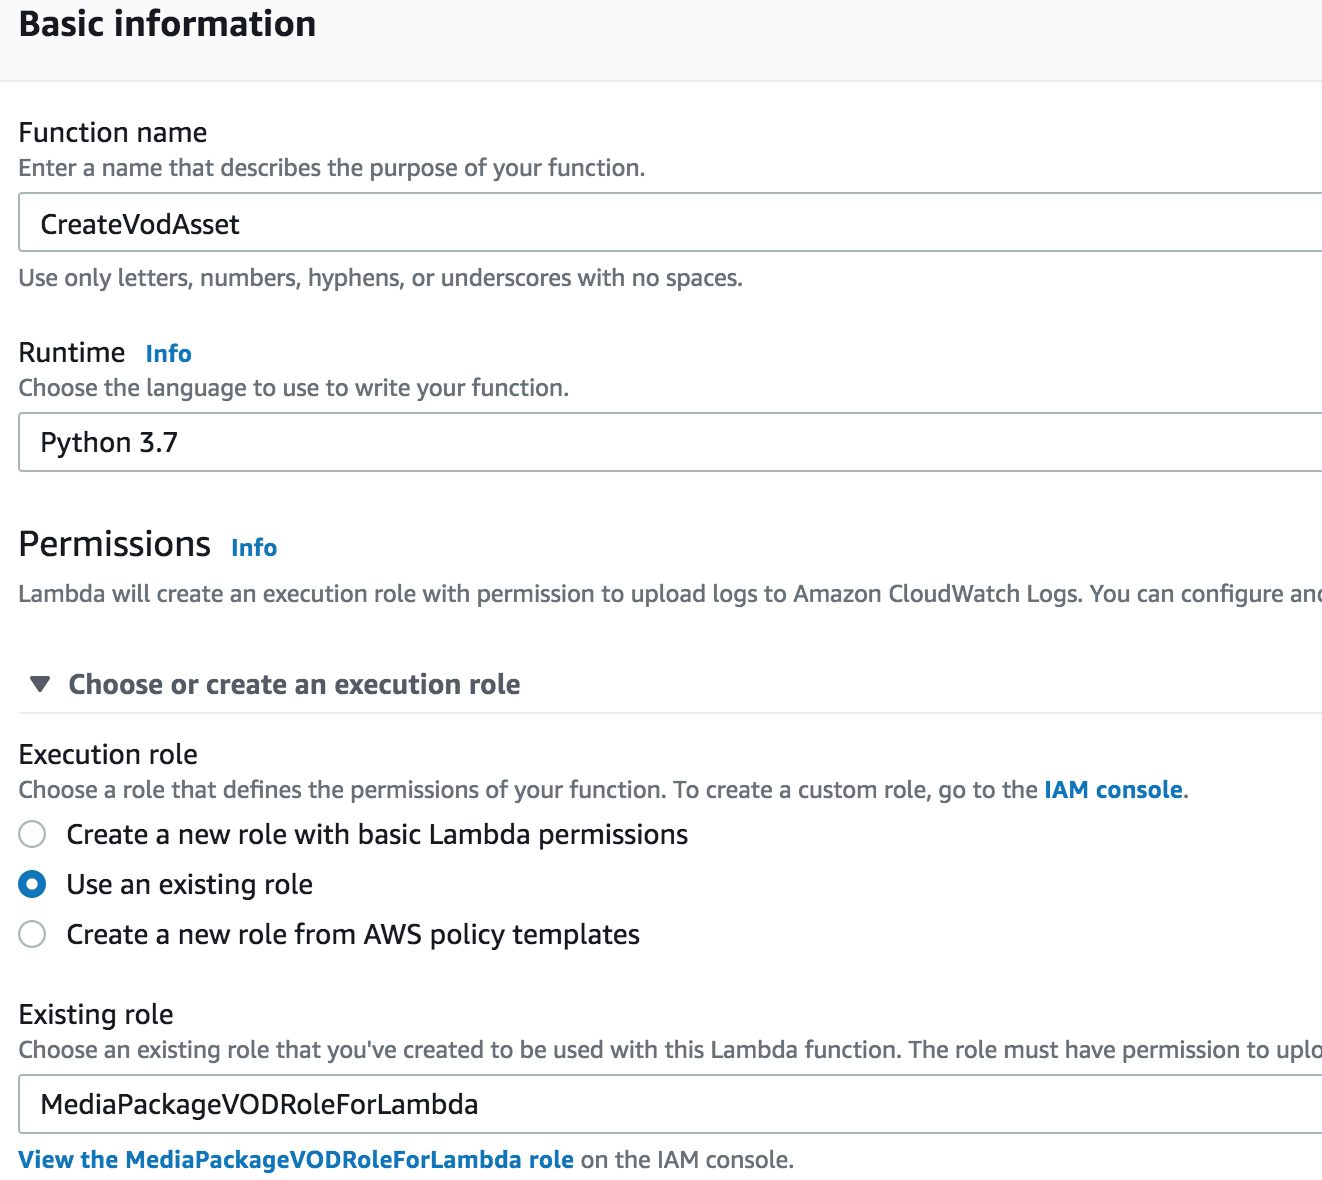 Basic information
Function name
Enter a name that describes the purpose of your function.
CreateVodAsset
Use only letters, numbers, hyphens, or underscores with no spaces.
Runtime Info
Choose the language to use to write your function.
Python 3.7
Permissions Info
Lambda will create an execution role with permission to upload logs to Amazon CloudWatch Logs. You can configure
Choose or create an execution role
Execution role
Choose a role that defines the permissions of your function. To create a custom role, go to the IAM console.
Create a new role with basic Lambda permissions
Use an existing role
Create a new role from AWS policy templates
Existing role
Choose an existing role that you've created to be used with this Lambda function. The role must have permission to
MediaPackageVODRoleForLambda
View the MediaPackageVODRoleForLambda role on the IAM console.